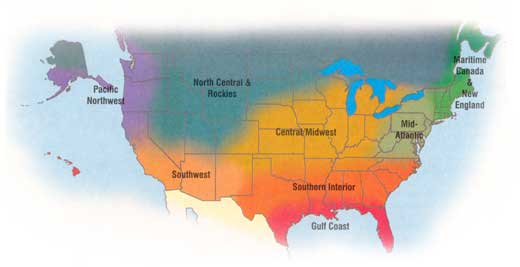 Maritime
Canada
&
New
England
North Central &
Rockies
Pacific
Northwest
Central/Midwest
Mid-
Atlantic
Southwest
Southern Interior
Gulf Coast